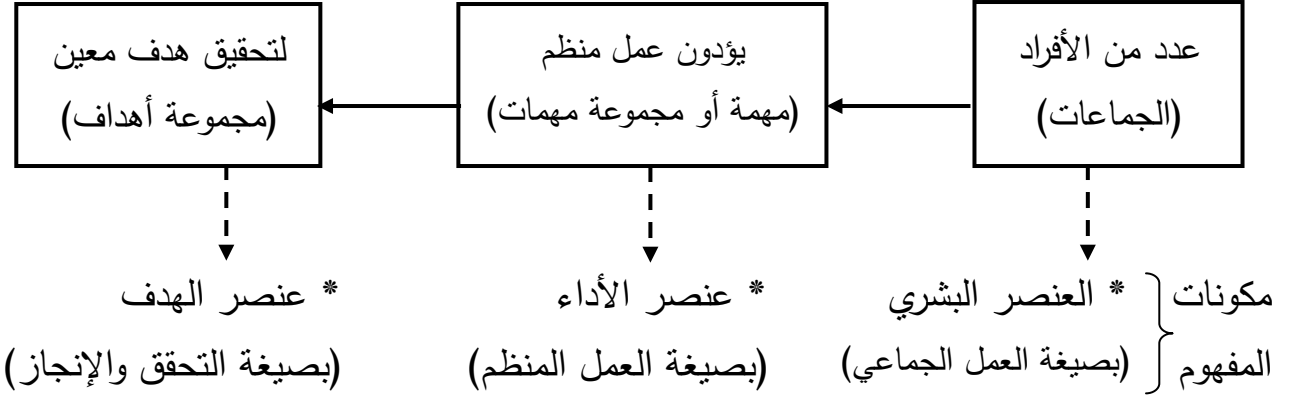 عدد من الأفراد
(الجماعات)
يؤدون عمل منظم
(مهمة أو مجموعة مهمات)
لتحقيق هدف معين
(مجموعة أهداف)
مكونات
المفهوم
* العنصر البشري
(بصيغة العمل الجماعي)
* عنصر الأداء
(بصيغة العمل المنظم)
* عنصر الهدف
(بصيغة التحقق والإنجاز)